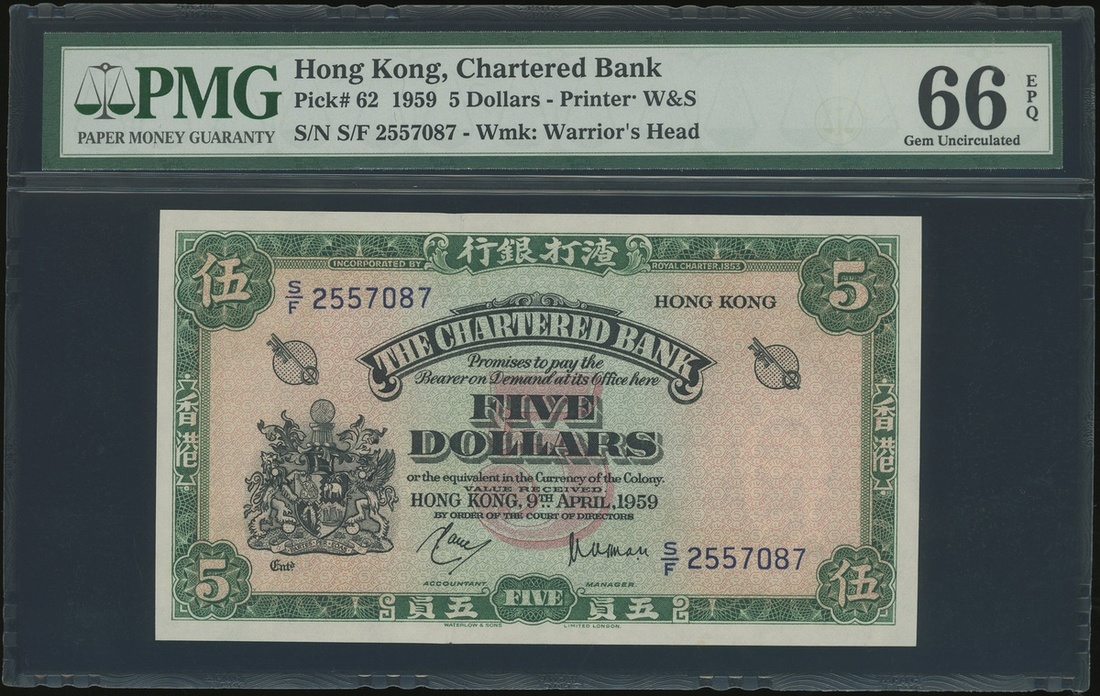 PMG
PAPER MONEY GUARANTY
Hong Kong, Chartered Bank
Pick# 62 1959 5 Dollars - Printer: W&S
S/N S/F 2557087 - Wmk: Warrior's Head
66 EPQ
Gem Uncirculated
行銀打渣
INCORPORATED BY
ROYAL CHARTER, 1853
伍
5
S/F 2557087
HONG KONG
THE CHARTERED BANK
Promises to pay the
Bearer on Demand at its Office here
FIVE
DOLLARS
5
or the equivalent in the Currency of the Colony.
VALUE RECEIVED
HONG KONG, 9TH APRIL, 1959
BY ORDER OF THE COURT OF DIRECTORS
香港
香港
S/F 2557087
Entd
5
ACCOUNTANT
MANAGER
員五
FIVE
員五
伍
WATERLOW & SONS
LIMITED LONDON.